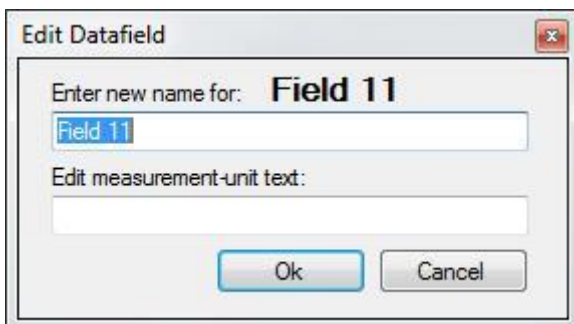 Edit Datafield
Enter new name for: Field 11
Field 11
Edit measurement-unit text:
Ok Cancel